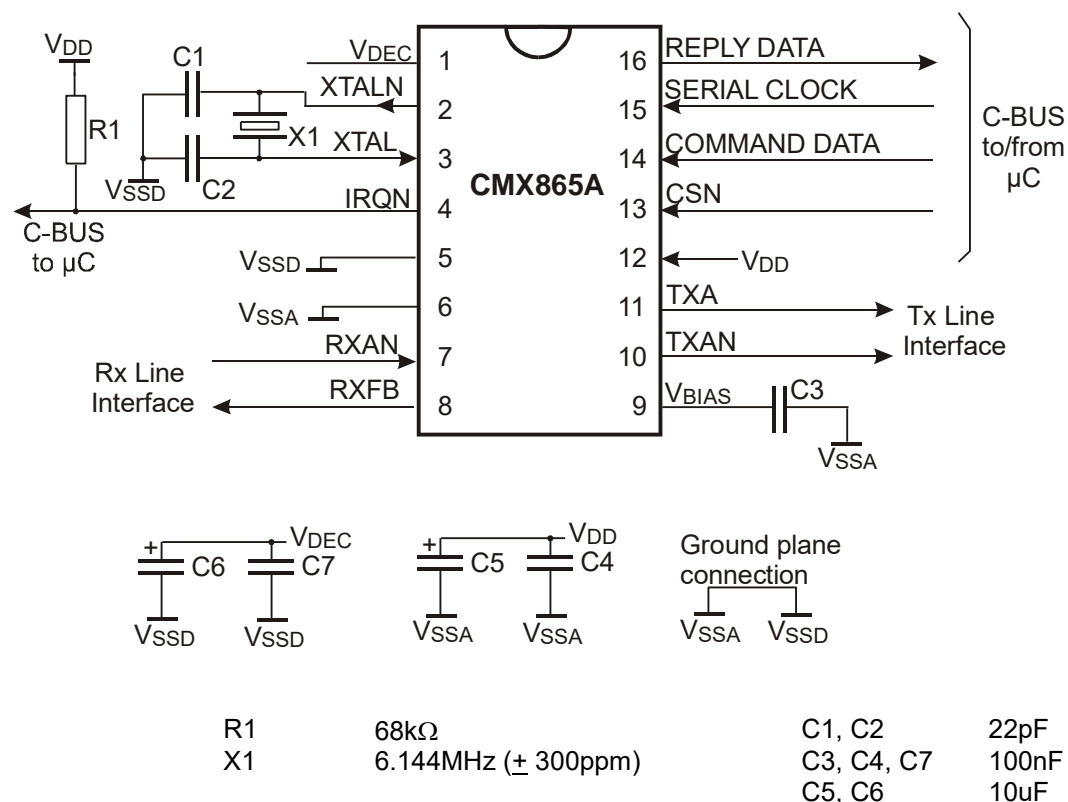 VDD
C1
VDEC
1
16
REPLY DATA
XTALN
2
15
SERIAL CLOCK
R1
X1
C-BUS
to/from
µC
XTAL
3
14
COMMAND DATA
VSSD
C2
CMX865A
IRQN
4
13
CSN
C-BUS
to µC
VSSD
5
12
VDD
VSSA
6
11
TXA
Tx Line
Interface
RXAN
7
10
TXAN
Rx Line
Interface
RXFB
8
9
VBIAS
C3
VSSA
+
VDEC
C6
C7
VSSD
VSSD
+
VDD
C5
C4
VSSA
VSSA
Ground plane
connection
VSSA
VSSD
R1 68kΩ C1, C2 22pF
X1 6.144MHz (± 300ppm) C3, C4, C7 100nF
C5, C6 10uF